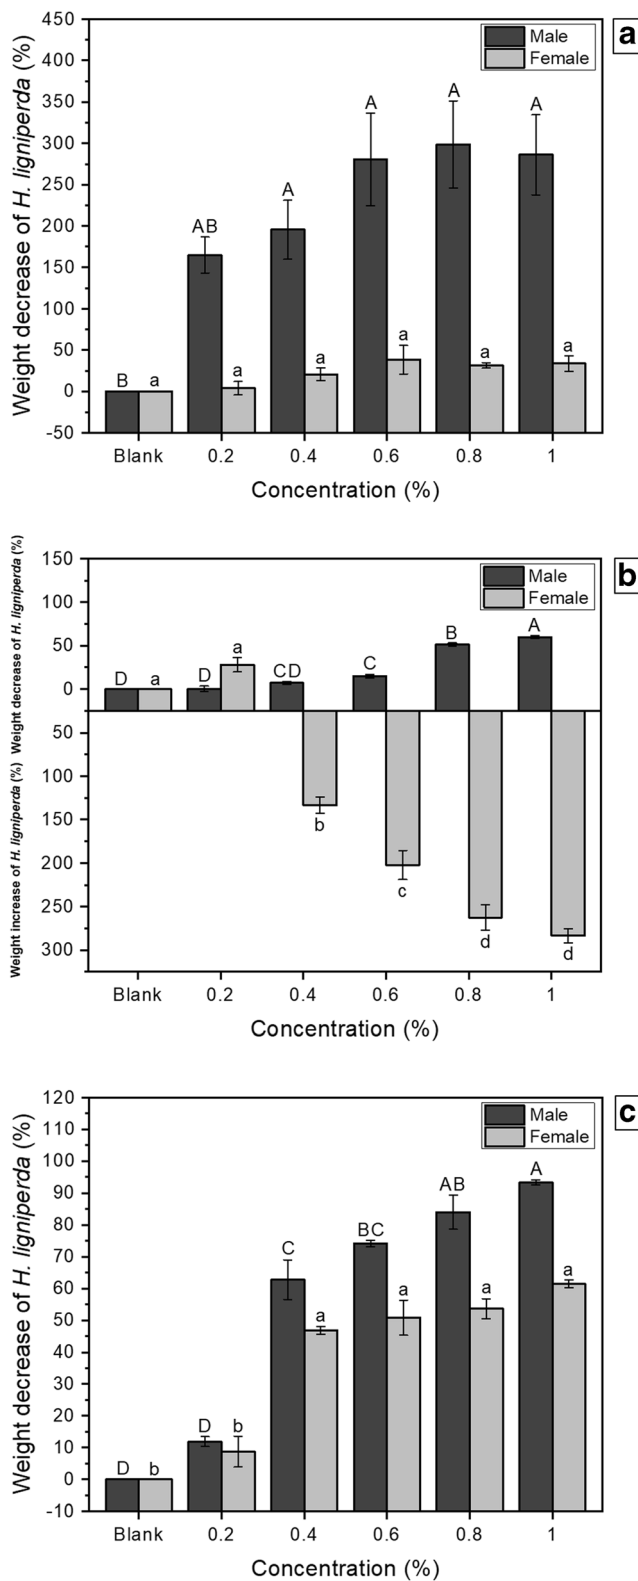 a
Male
Female
Weight decrease of H. ligniperda (%)
450
400
350
300
250
200
150
100
50
0
-50
B a AB a A a A a A a A a
Blank 0.2 0.4 0.6 0.8 1
Concentration (%)
b
Male
Female
Weight increase of H. ligniperda (%) Weight decrease of H. ligniperda (%)
150
100
50
0
50
100
150
200
250
300
D a D a CD b C c B d A d
Blank 0.2 0.4 0.6 0.8 1
Concentration (%)
c
Male
Female
Weight decrease of H. ligniperda (%)
120
110
100
90
80
70
60
50
40
30
20
10
0
-10
D b D b C a BC a AB a A a
Blank 0.2 0.4 0.6 0.8 1
Concentration (%)